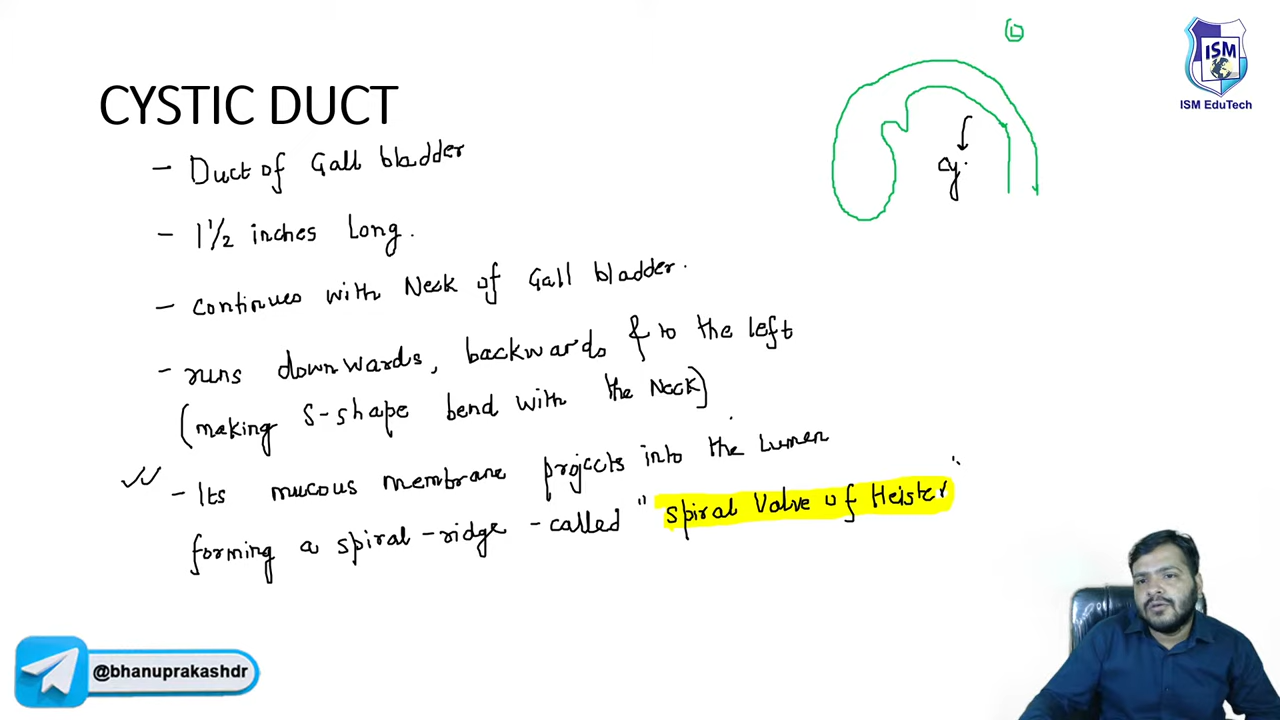 ISM
ISM EduTech
CYSTIC DUCT
- Duct of Gall bladder
- 1 1/2 inches Long.
- continues with Neck of Gall bladder.
- runs downwards, backwards & to the left
(making S-shape bend with the Neck)
- Its mucous membrane projects into the Lumen
forming a spiral-ridge - called "Spiral Valve of Heister"
@bhanuprakashdr